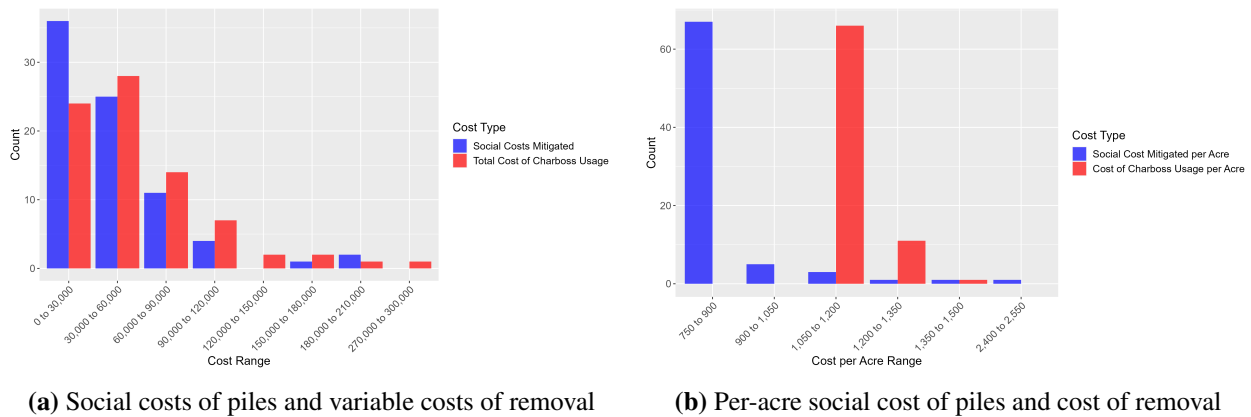 Count
30
20
10
0
0 to 30,000
30,000 to 60,000
60,000 to 90,000
90,000 to 120,000
120,000 to 150,000
150,000 to 180,000
180,000 to 210,000
270,000 to 300,000
Cost Range
Cost Type
Social Costs Mitigated
Total Cost of Charboss Usage
(a) Social costs of piles and variable costs of removal
Count
60
40
20
0
750 to 900
900 to 1,050
1,050 to 1,200
1,200 to 1,350
1,350 to 1,500
2,400 to 2,550
Cost per Acre Range
Cost Type
Social Cost Mitigated per Acre
Cost of Charboss Usage per Acre
(b) Per-acre social cost of piles and cost of removal